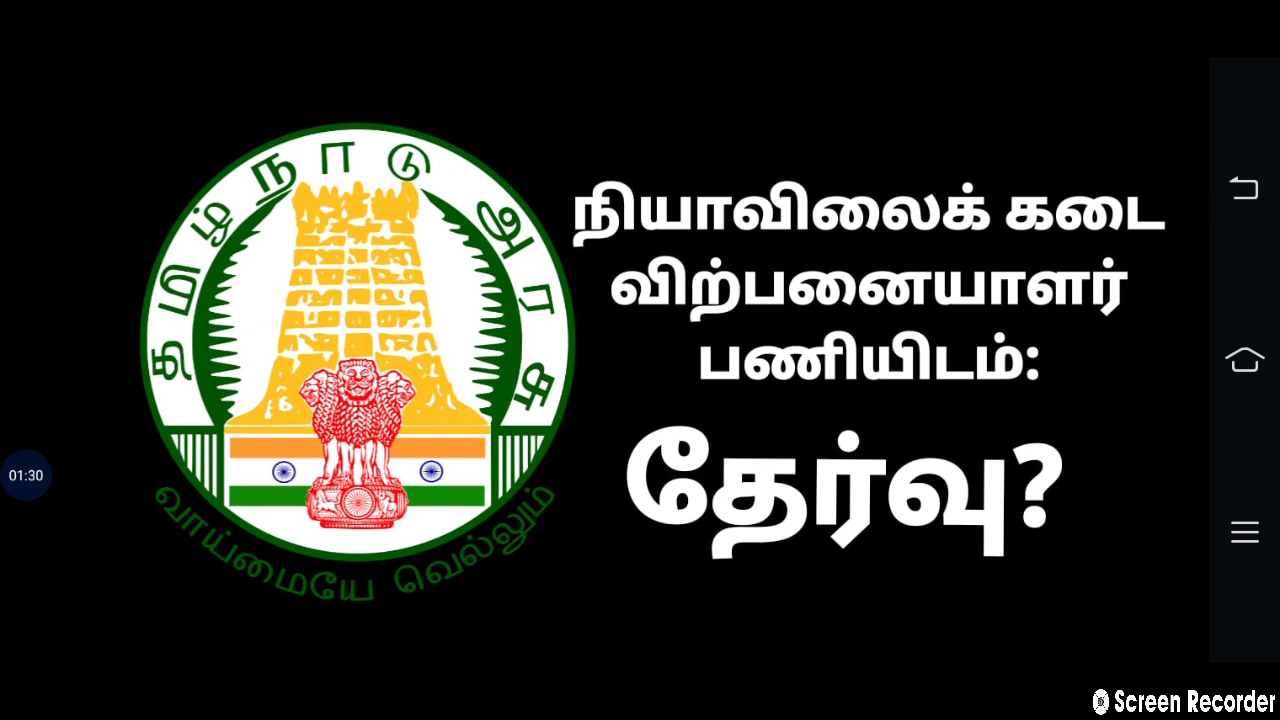 தமிழ்நாடு அரசு
வாய்மையே வெல்லும்
நியாவிலைக் கடை
விற்பனையாளர்
பணியிடம்:
தேர்வு?
01:30
Screen Recorder